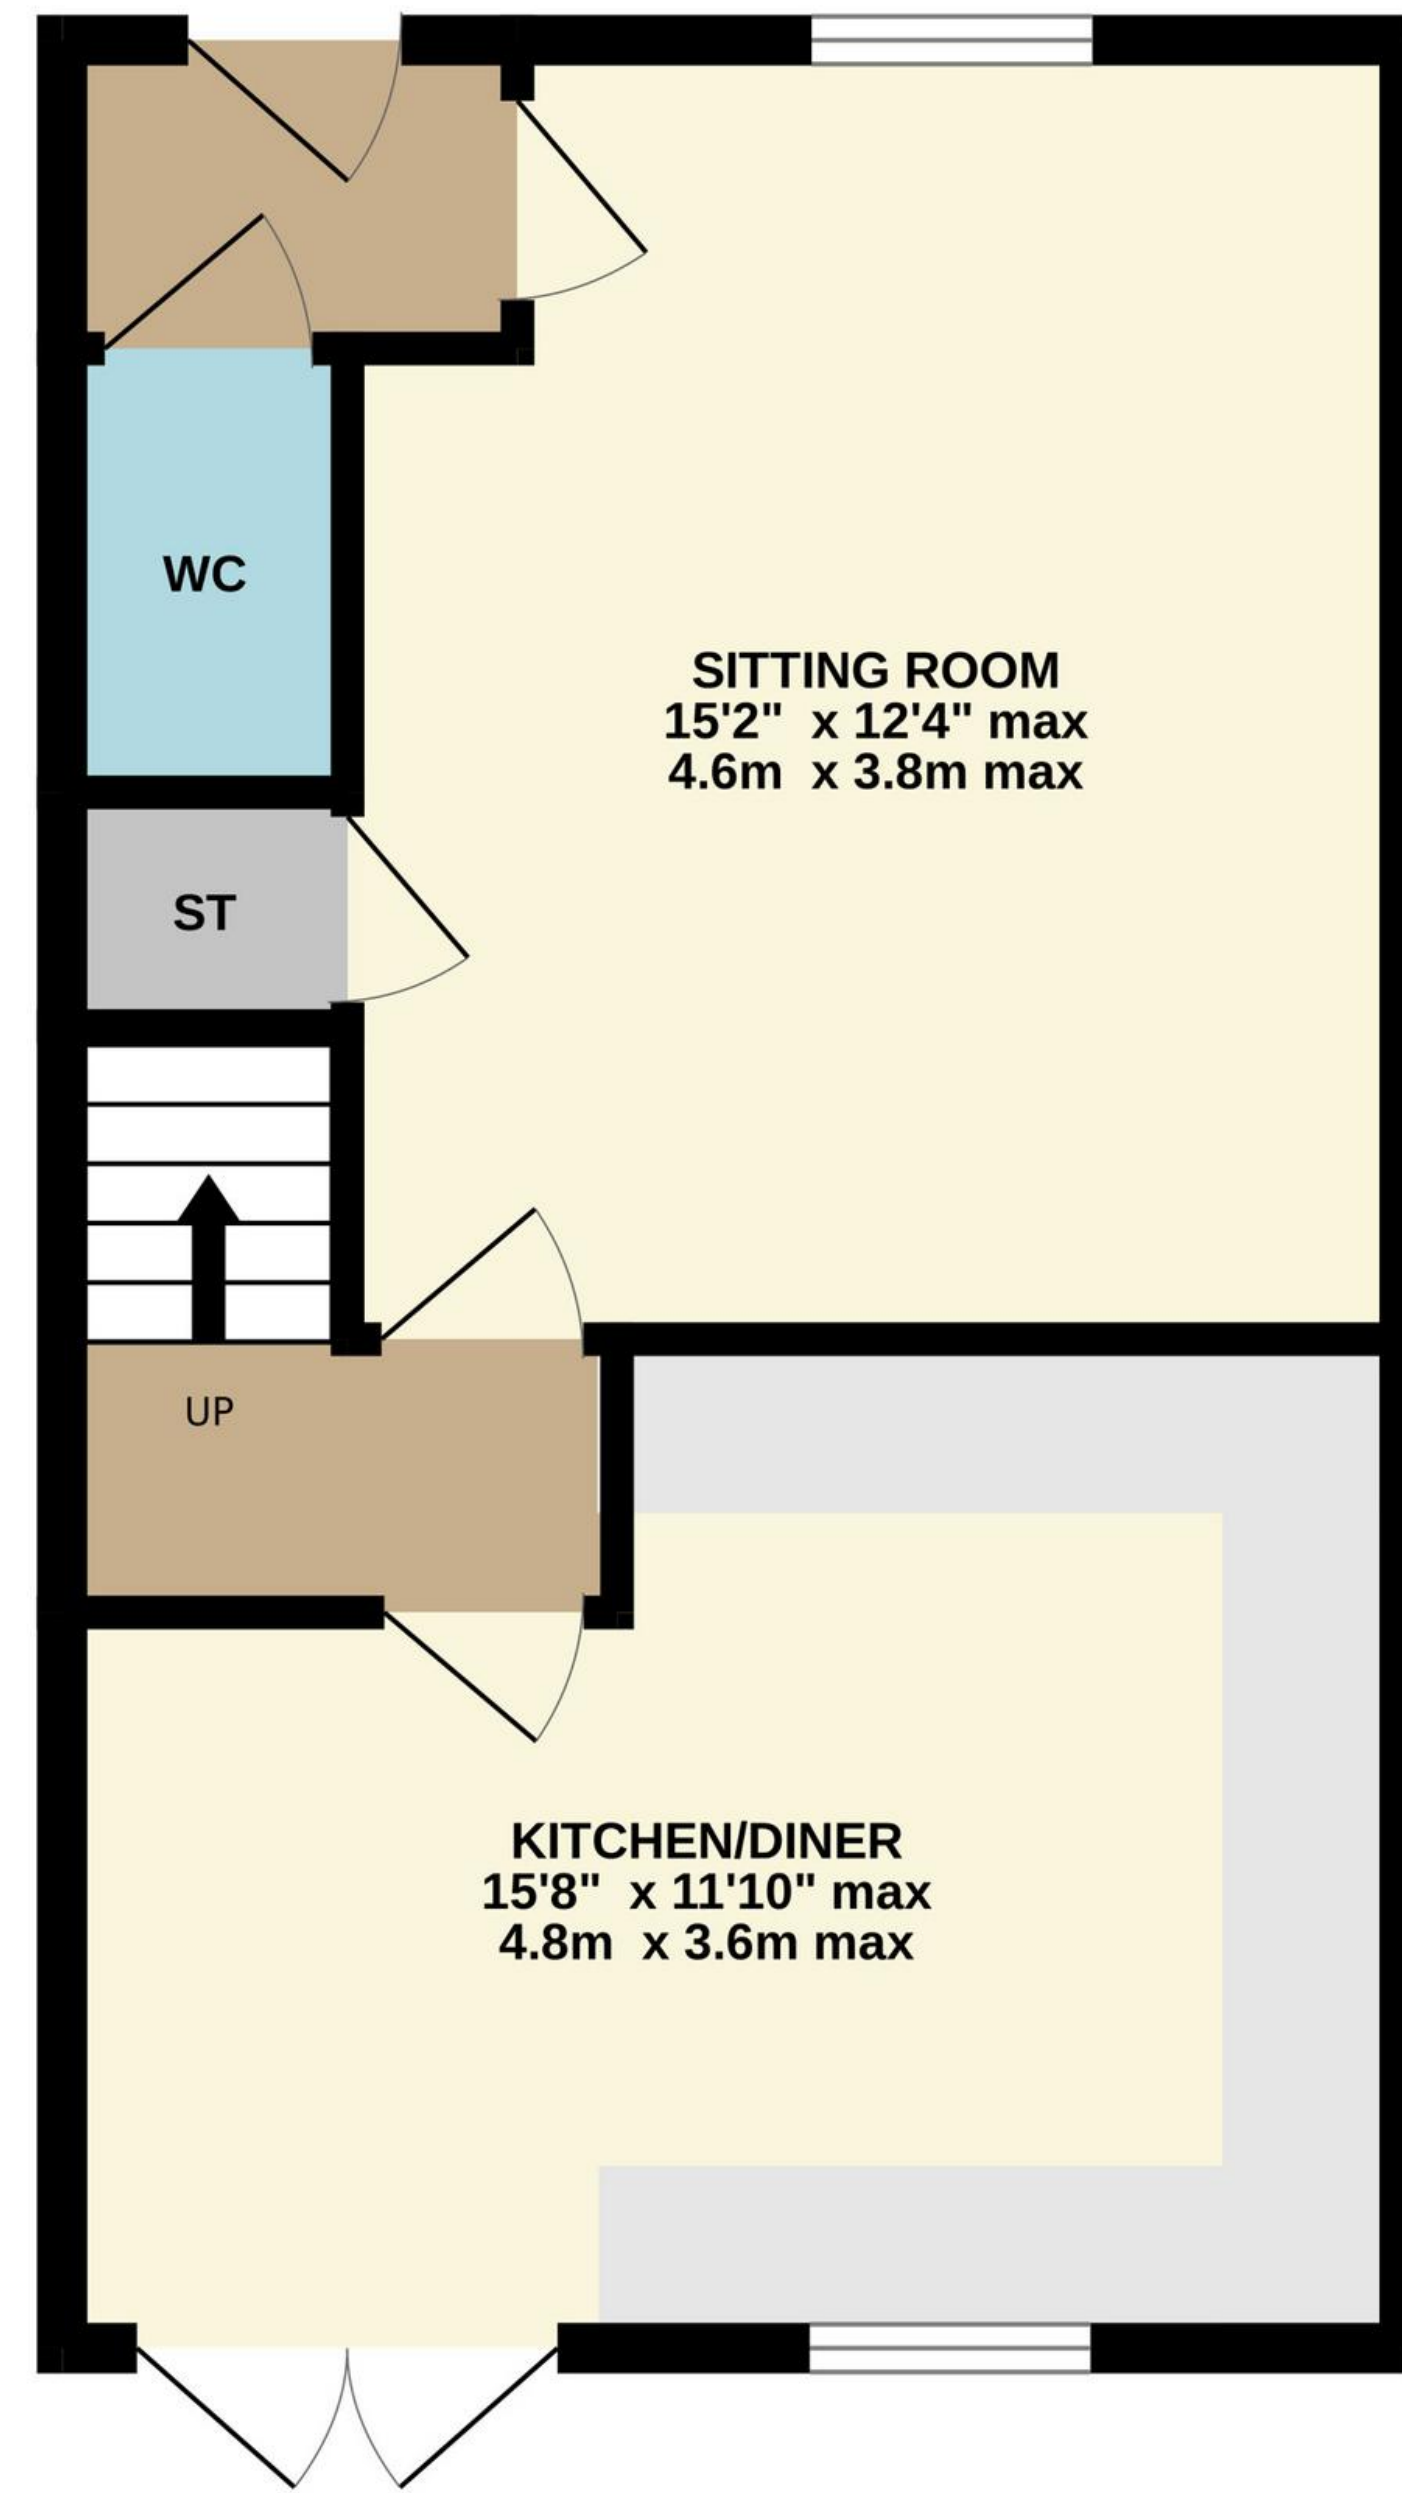 WC
SITTING ROOM
15'2" x 12'4" max
4.6m x 3.8m max
ST
UP
KITCHEN/DINER
15'8" x 11'10" max
4.8m x 3.6m max